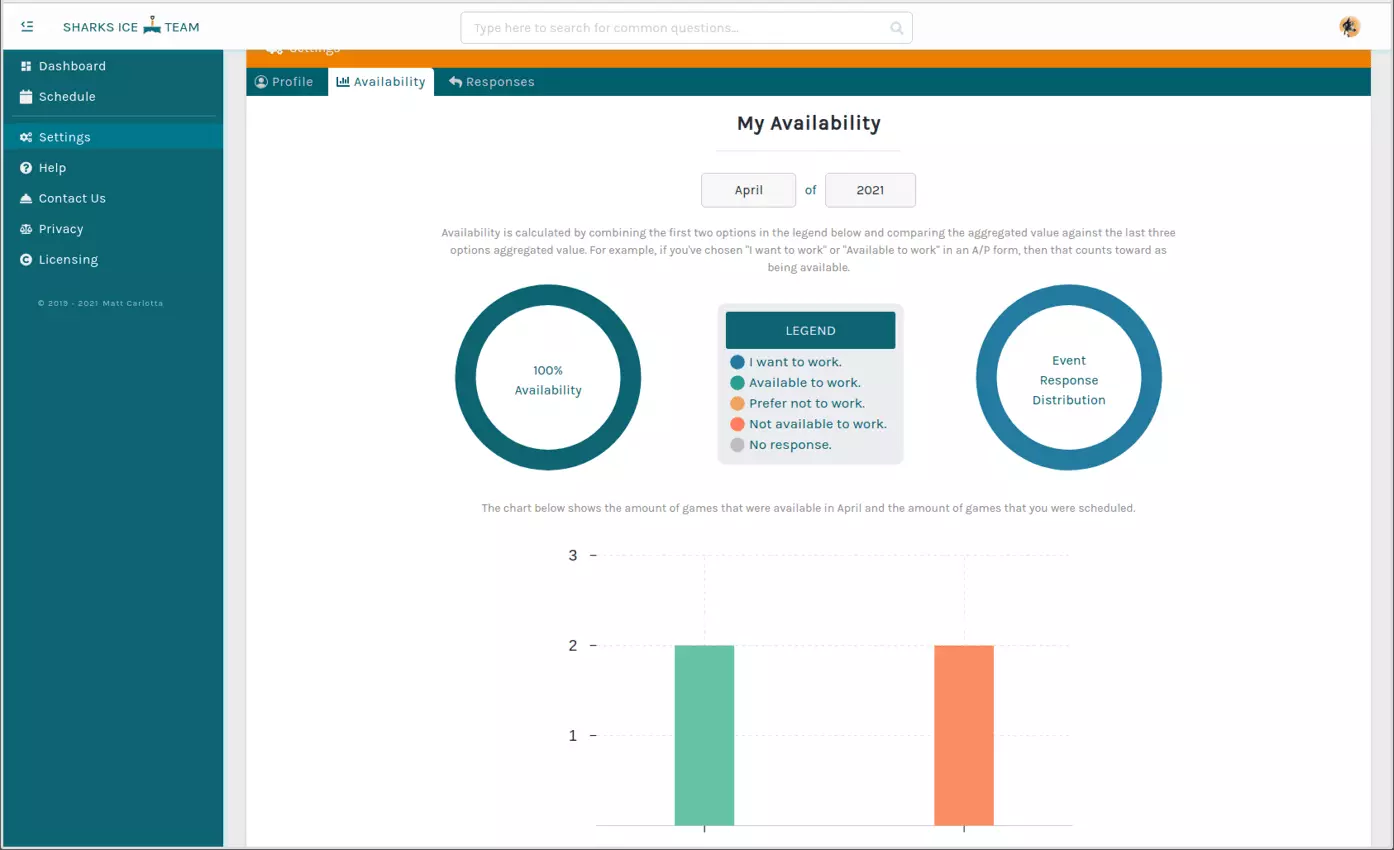 SHARKS ICE TEAM
Type here to search for common questions...
Dashboard
Schedule
Settings
Help
Contact Us
Privacy
Licensing
© 2019 - 2021 Matt Carlotta
Settings
Profile
Availability
Responses
My Availability
April of 2021
Availability is calculated by combining the first two options in the legend below and comparing the aggregated value against the last three
options aggregated value. For example, if you've chosen "I want to work" or "Available to work" in an A/P form, then that counts toward as
being available.
100%
Availability
LEGEND
I want to work.
Available to work.
Prefer not to work.
Not available to work.
No response.
Event
Response
Distribution
The chart below shows the amount of games that were available in April and the amount of games that you were scheduled.
3
2
1